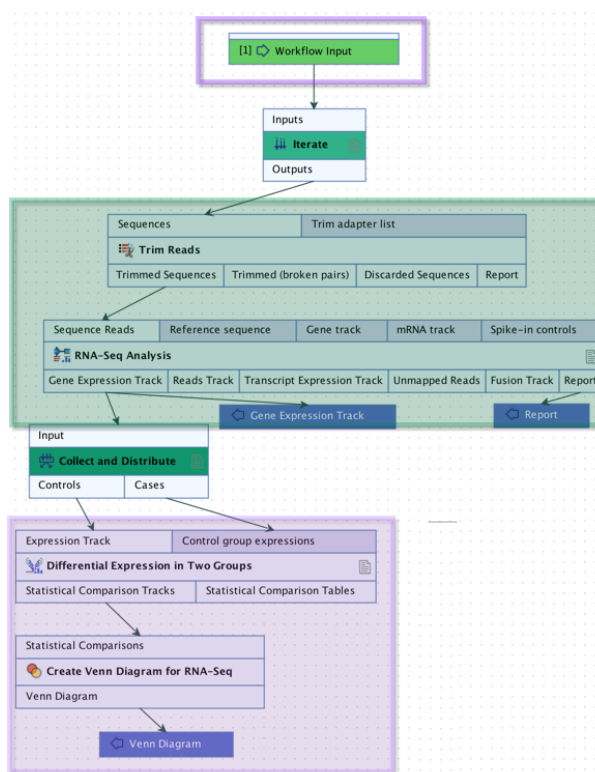 [1] Workflow Input
Inputs
Iterate
Outputs
Sequences Trim adapter list
Trim Reads
Trimmed Sequences Trimmed (broken pairs) Discarded Sequences Report
Sequence Reads Reference sequence Gene track mRNA track Spike-in controls
RNA-Seq Analysis
Gene Expression Track Reads Track Transcript Expression Track Unmapped Reads Fusion Track Report
Gene Expression Track Report
Input
Collect and Distribute
Controls Cases
Expression Track Control group expressions
Differential Expression in Two Groups
Statistical Comparison Tracks Statistical Comparison Tables
Statistical Comparisons
Create Venn Diagram for RNA-Seq
Venn Diagram
Venn Diagram